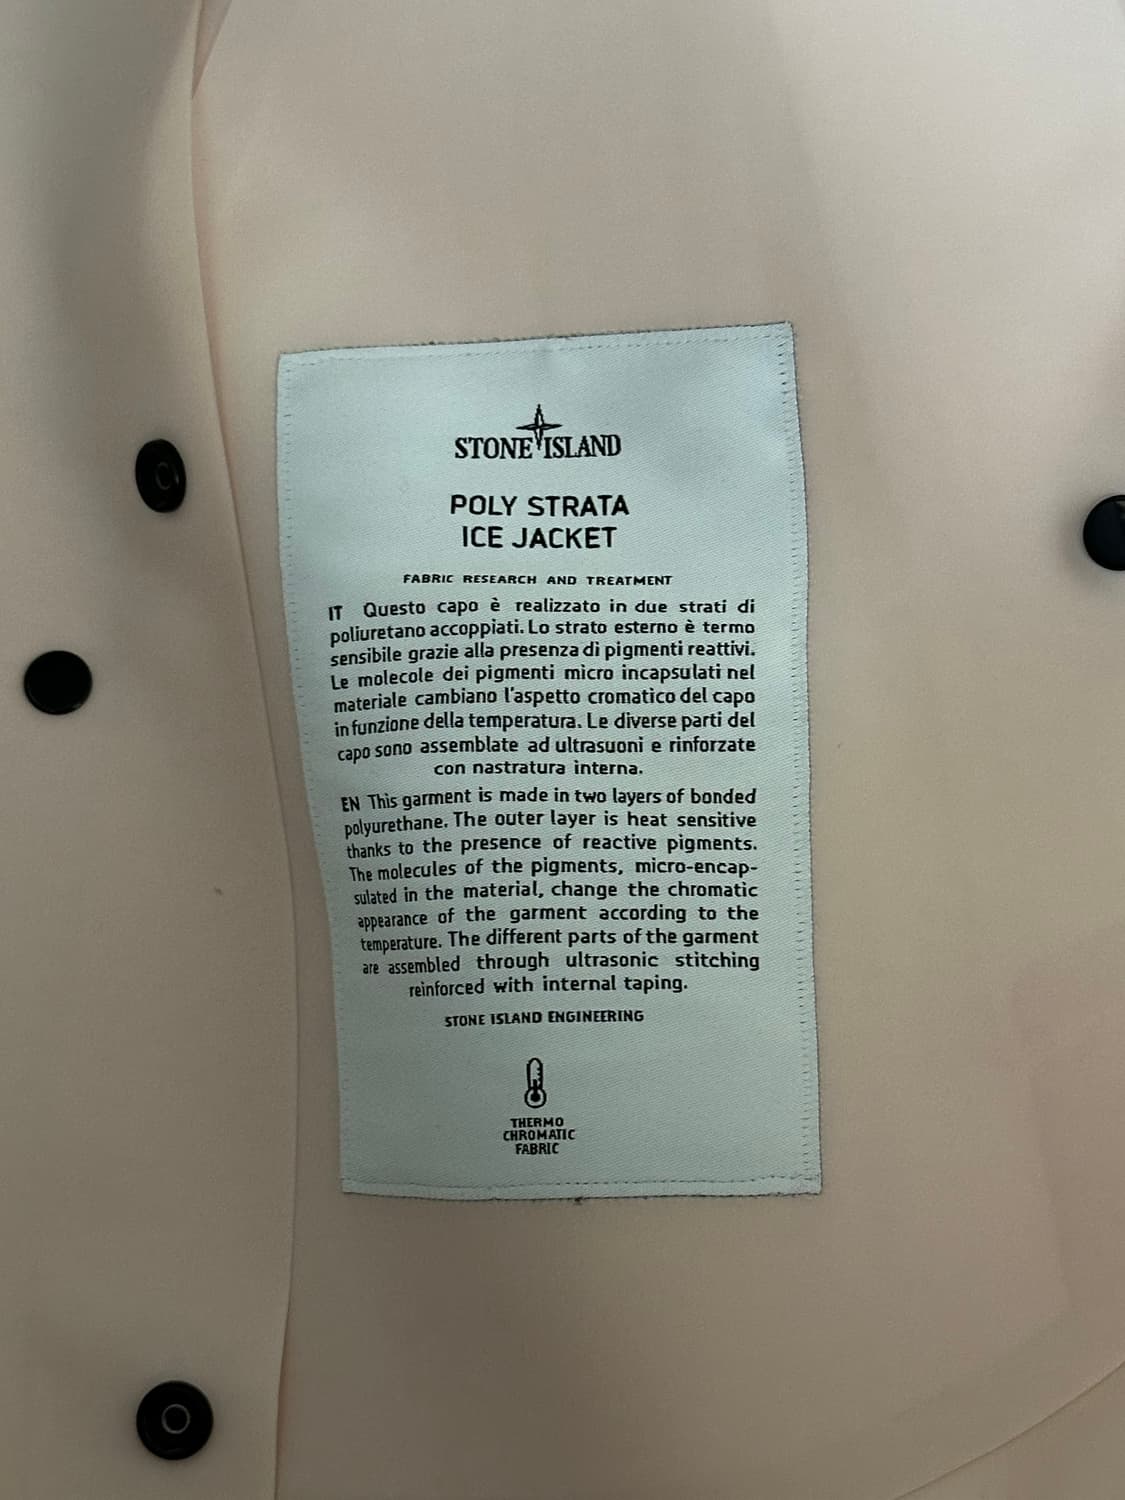 STONE ISLAND
POLY STRATA
ICE JACKET
FABRIC RESEARCH AND TREATMENT
IT Questo capo è realizzato in due strati di
poliuretano accoppiati. Lo strato esterno è termo
sensibile grazie alla presenza di pigmenti reattivi.
Le molecole dei pigmenti micro incapsulati nel
materiale cambiano l'aspetto cromatico del capo
in funzione della temperatura. Le diverse parti del
capo sono assemblate ad ultrasuoni e rinforzate
con nastratura interna.
EN This garment is made in two layers of bonded
polyurethane. The outer layer is heat sensitive
thanks to the presence of reactive pigments.
The molecules of the pigments, micro-encap-
sulated in the material, change the chromatic
appearance of the garment according to the
temperature. The different parts of the garment
are assembled through ultrasonic stitching
reinforced with internal taping.
STONE ISLAND ENGINEERING
THERMO
CHROMATIC
FABRIC